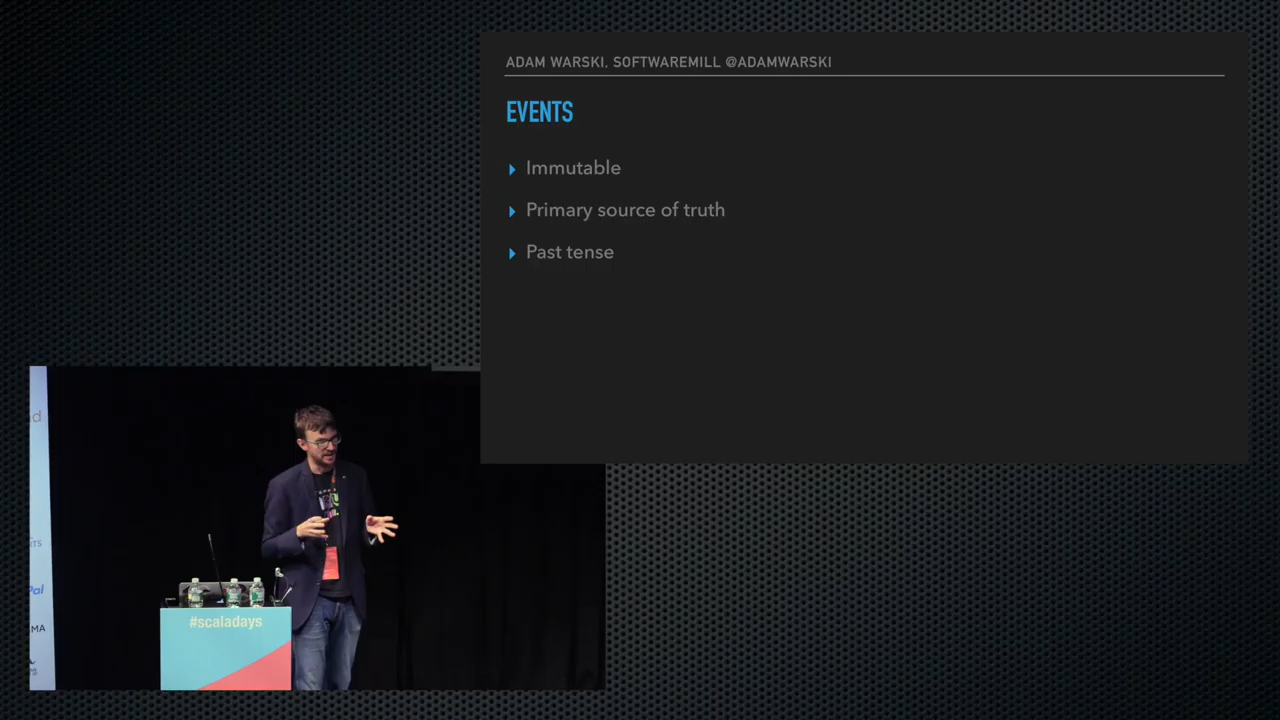 ADAM WARSKI, SOFTWAREMILL @ADAMWARSKI
EVENTS
Immutable
Primary source of truth
Past tense
#scaladays